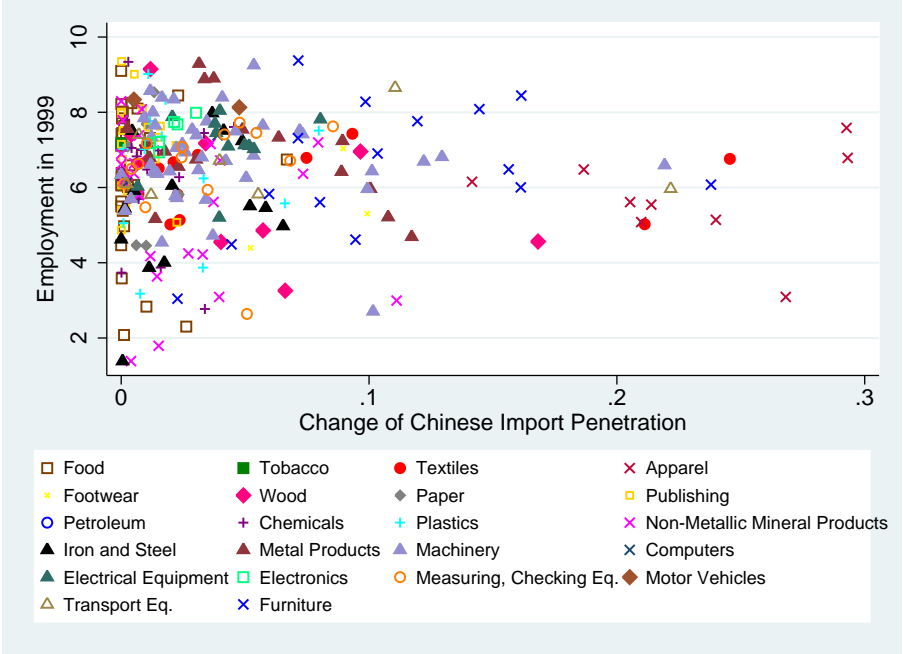 10
8
6
4
2
Employment in 1999
0 .1 .2 .3
Change of Chinese Import Penetration
Food Tobacco Textiles Apparel
Footwear Wood Paper Publishing
Petroleum Chemicals Plastics Non-Metallic Mineral Products
Iron and Steel Metal Products Machinery Computers
Electrical Equipment Electronics Measuring, Checking Eq. Motor Vehicles
Transport Eq. Furniture